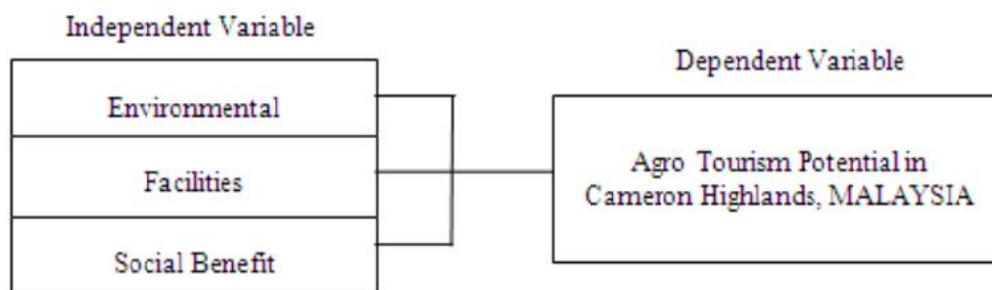 Independent Variable
Environmental
Facilities
Social Benefit
Dependent Variable
Agro Tourism Potential in
Cameron Highlands, MALAYSIA